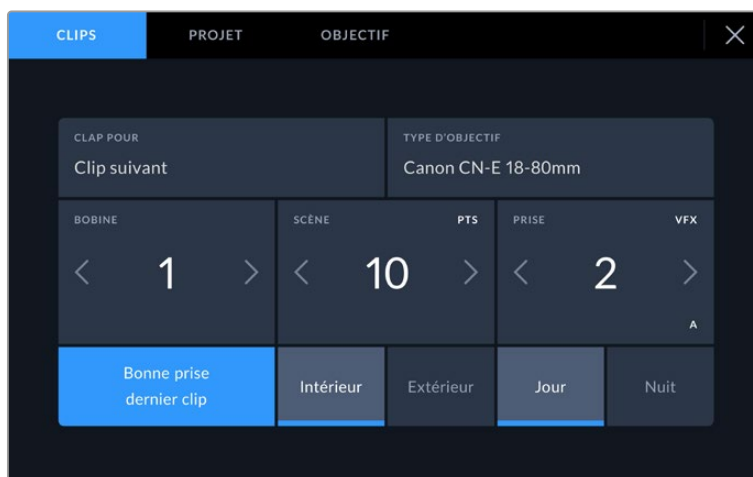 CLIPS PROJET OBJECTIF
CLAP POUR TYPE D'OBJECTIF
Clip suivant Canon CN-E 18-80mm
BOBINE SCÈNE PTS PRISE VFX
1 10 2
A
Bonne prise
dernier clip
Intérieur Extérieur Jour Nuit